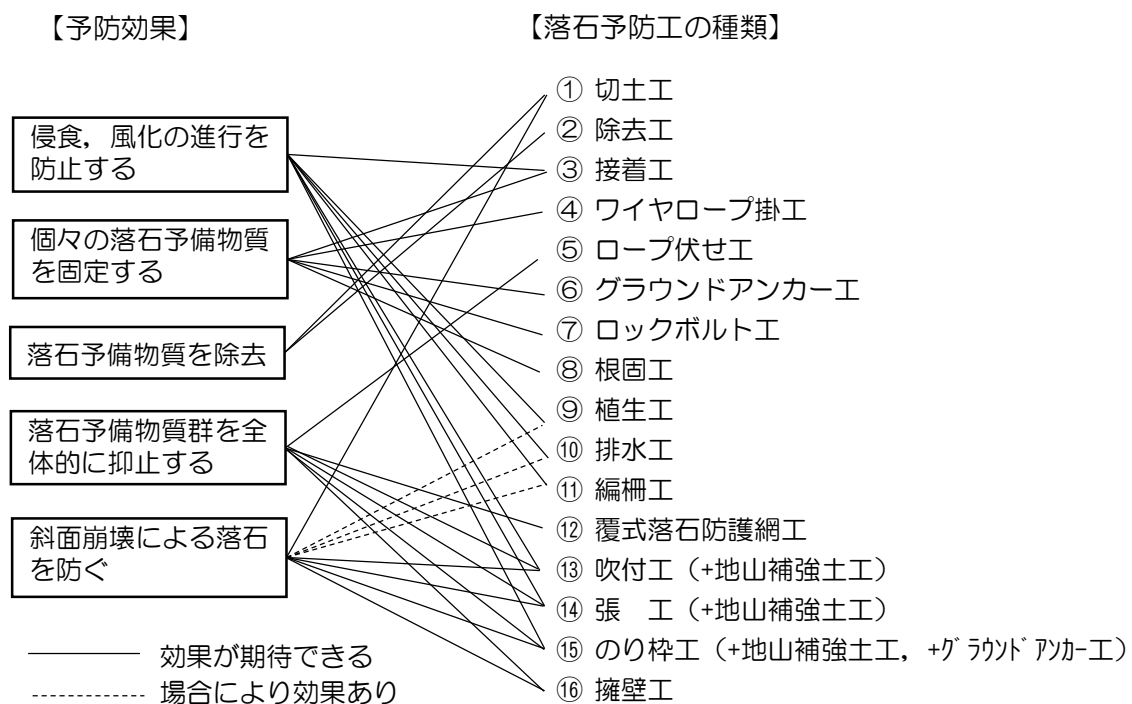 【予防効果】
侵食，風化の進行を
防止する
個々の落石予備物質
を固定する
落石予備物質を除去
落石予備物質群を全
体的に抑止する
斜面崩壊による落石
を防ぐ
効果が期待できる
場合により効果あり
【落石予防工の種類】
① 切土工
② 除去工
③ 接着工
④ ワイヤロープ掛工
⑤ ロープ伏せ工
⑥ グラウンドアンカー工
⑦ ロックボルト工
⑧ 根固工
⑨ 植生工
⑩ 排水工
⑪ 編柵工
⑫ 覆式落石防護網工
⑬ 吹付工（+地山補強土工）
⑭ 張　工（+地山補強土工）
⑮ のり枠工（+地山補強土工，+ｸﾞﾗｳﾝﾄﾞｱﾝｶｰ工）
⑯ 擁壁工